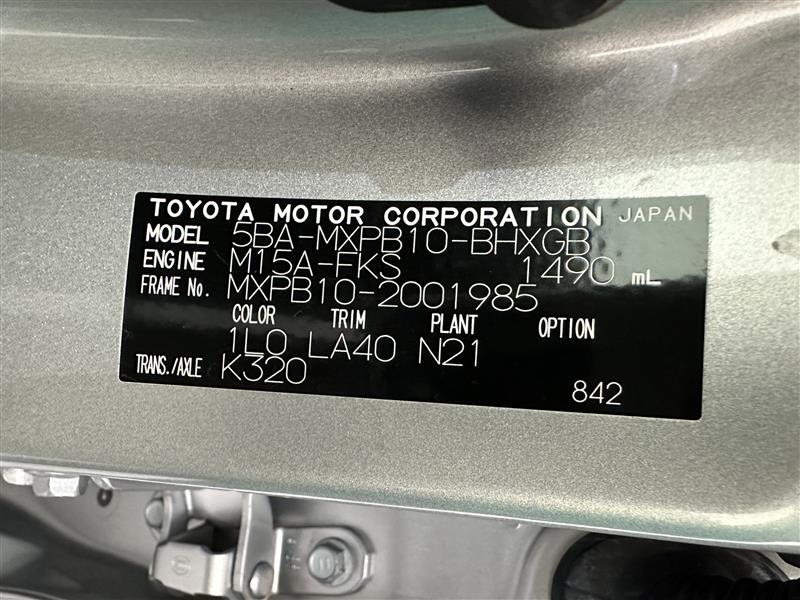 TOYOTA MOTOR CORPORATION JAPAN
MODEL 5BA-MXPB10-BHXGB
ENGINE M15A-FKS 1490 mL
FRAME No. MXPB10-2001985
COLOR TRIM PLANT OPTION
1L0 LA40 N21
TRANS./AXLE K320
842